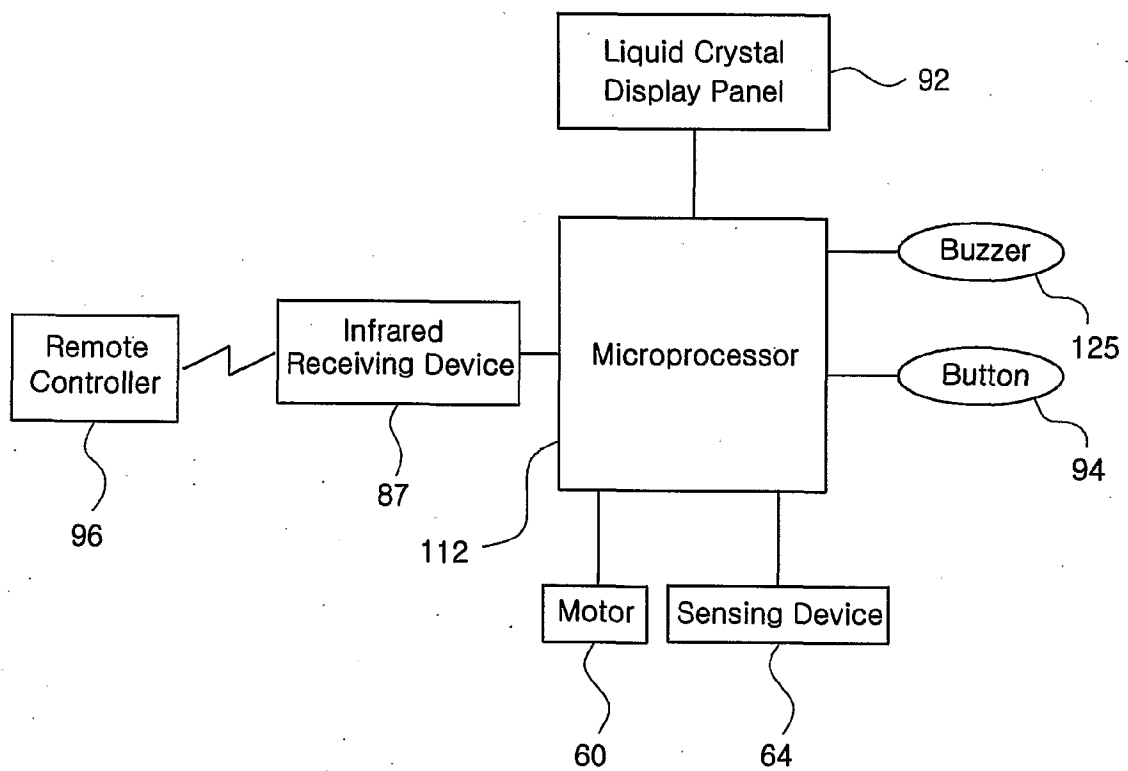 Liquid Crystal
Display Panel
92
Buzzer
125
Microprocessor
Infrared
Receiving Device
87
Remote
Controller
96
Button
94
112
Motor
60
Sensing Device
64